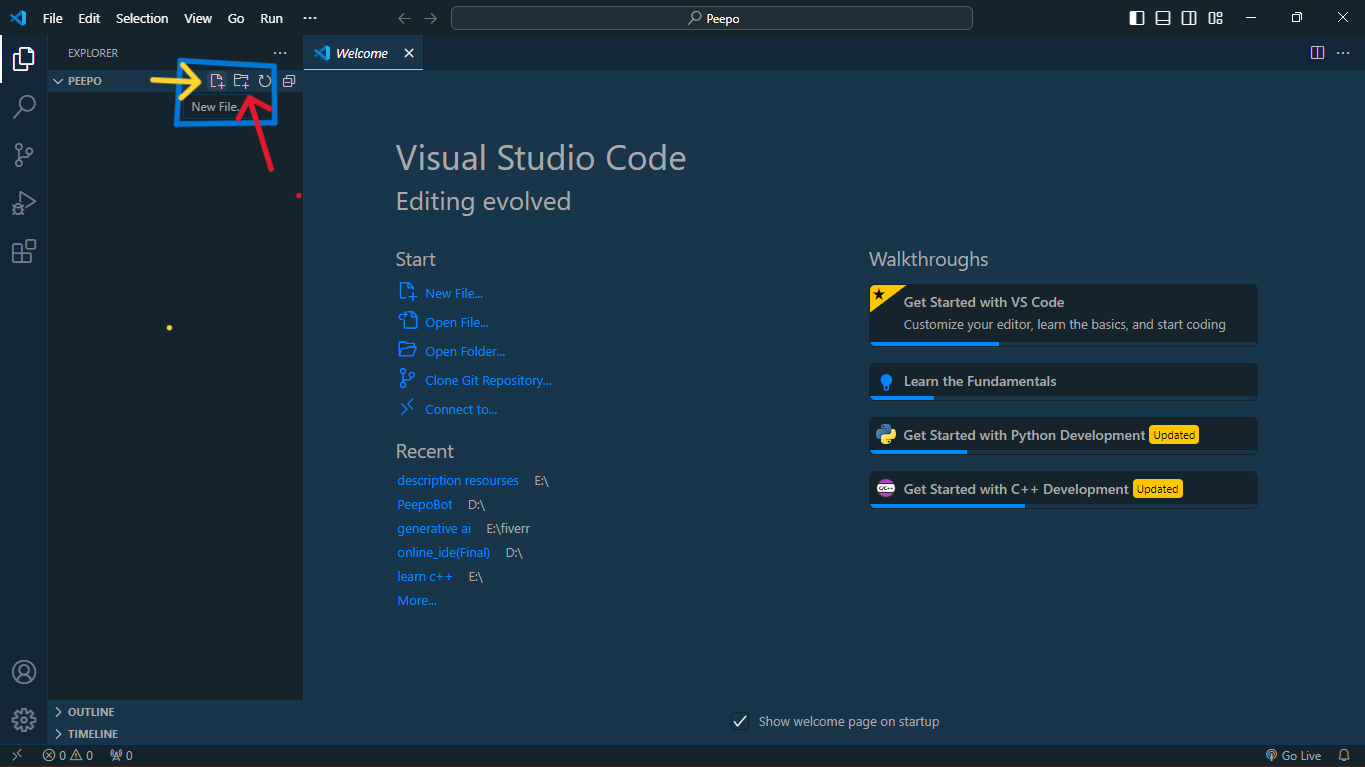 File Edit Selection View Go Run ···
Peepo
EXPLORER ···
Welcome
PEEPO
New File...
Visual Studio Code
Editing evolved
Start
New File...
Open File...
Open Folder...
Clone Git Repository...
Connect to...
Recent
description resourses E:\
PeepoBot D:\
generative ai E:\fiverr
online_ide(Final) D:\
learn c++ E:\
More...
Walkthroughs
Get Started with VS Code
Customize your editor, learn the basics, and start coding
Learn the Fundamentals
Get Started with Python Development Updated
C/C++ Get Started with C++ Development Updated
OUTLINE
TIMELINE
Show welcome page on startup
0 0 0
Go Live